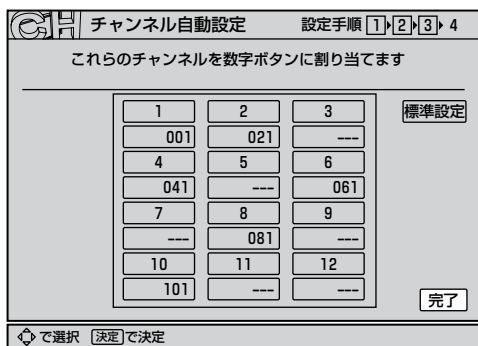 CH チャンネル自動設定 設定手順 1 2 3 4
これらのチャンネルを数字ボタンに割り当てます
標準設定
1 2 3
001 021 ---
4 5 6
041 --- 061
7 8 9
--- 081 ---
10 11 12
101 --- ---
完了
で選択 決定で決定